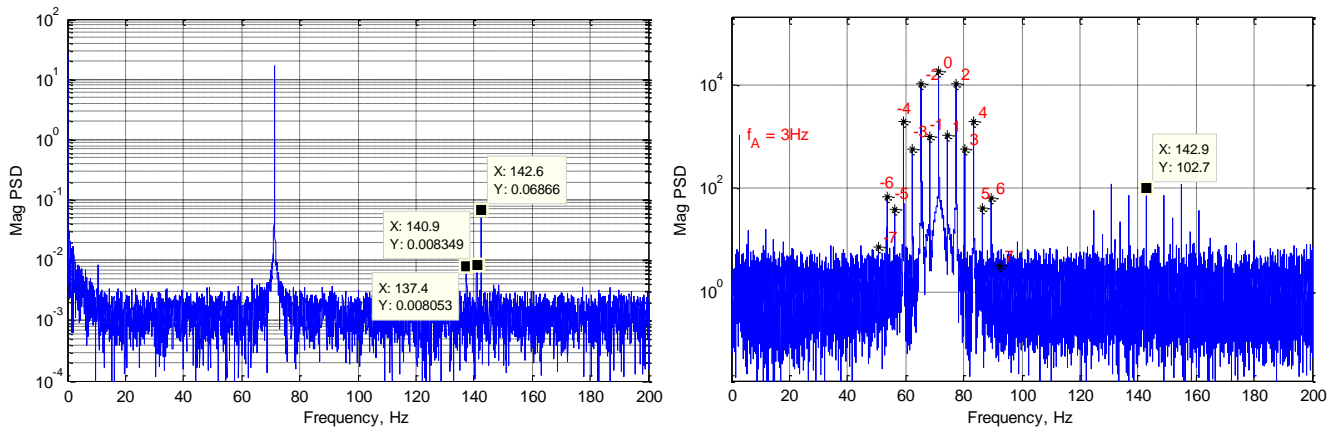 10^2
10^1
10^0
10^-1
10^-2
10^-3
10^-4
Mag PSD
X: 142.6
Y: 0.06866
X: 140.9
Y: 0.008349
X: 137.4
Y: 0.008053
0 20 40 60 80 100 120 140 160 180 200
Frequency, Hz
10^4
10^2
10^0
Mag PSD
f_A = 3Hz
0
-2 2
-4 4
-3 -1 1 3
-6 -5 5 6
-7 7
X: 142.9
Y: 102.7
0 20 40 60 80 100 120 140 160 180 200
Frequency, Hz